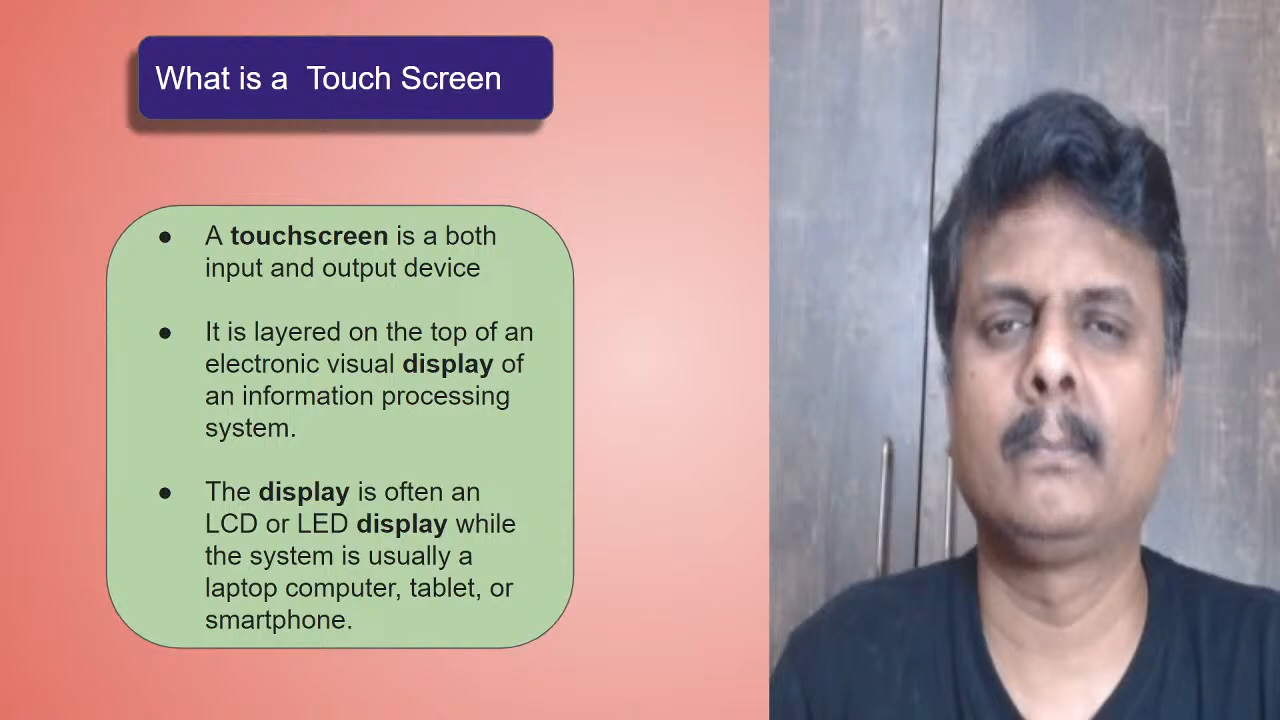 What is a  Touch Screen
● A touchscreen is a both
input and output device
● It is layered on the top of an
electronic visual display of
an information processing
system.
● The display is often an
LCD or LED display while
the system is usually a
laptop computer, tablet, or
smartphone.